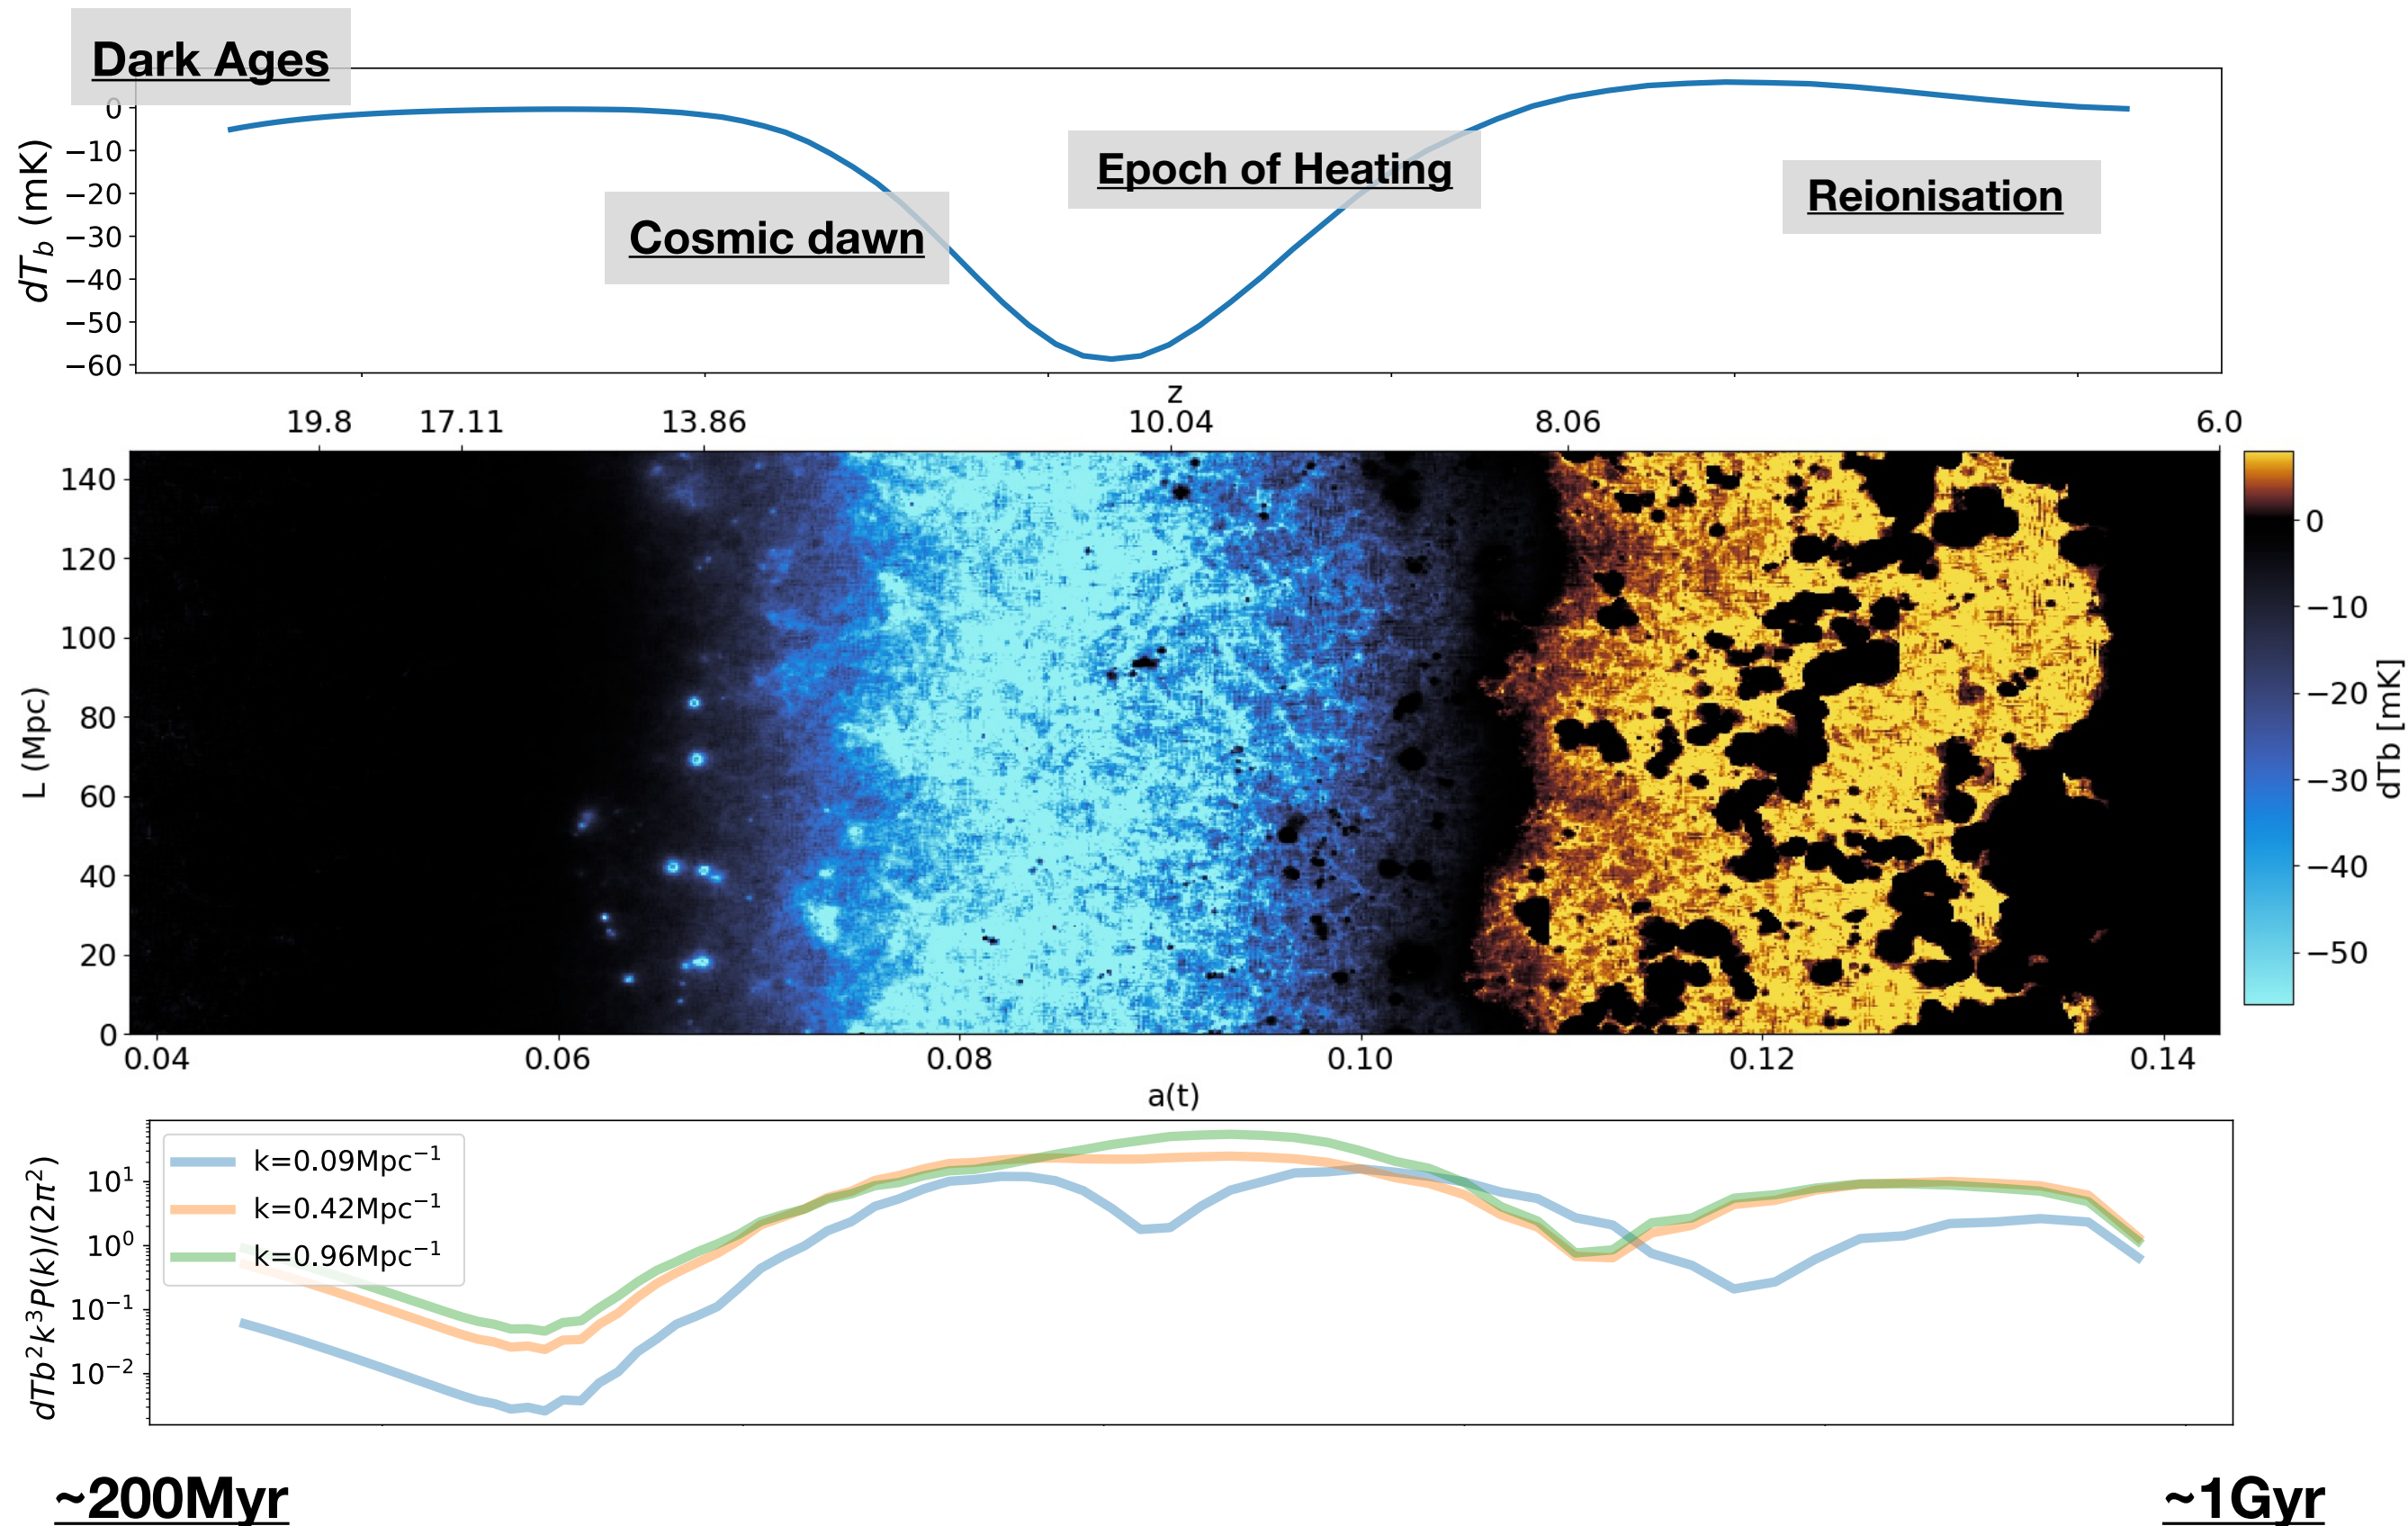 Dark Ages
0
−10
−20
−30
−40
−50
−60
dT_b (mK)
Cosmic dawn
Epoch of Heating
Reionisation
z
19.8 17.11 13.86 10.04 8.06 6.0
140
120
100
80
60
40
20
0
L (Mpc)
0.04 0.06 0.08 0.10 0.12 0.14
a(t)
0
−10
−20
−30
−40
−50
dTb [mK]
k=0.09Mpc⁻¹
k=0.42Mpc⁻¹
k=0.96Mpc⁻¹
10¹
10⁰
10⁻¹
10⁻²
dTb²k³P(k)/(2π²)
~200Myr
~1Gyr